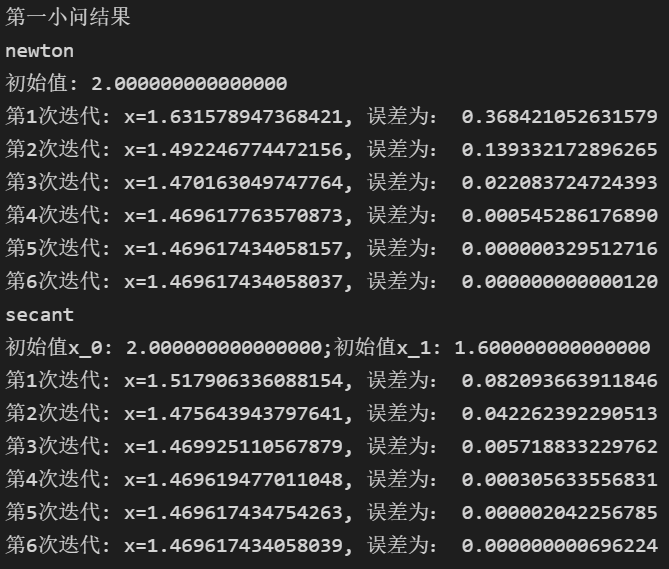 第一小问结果
newton
初始值: 2.000000000000000
第1次迭代: x=1.631578947368421, 误差为: 0.368421052631579
第2次迭代: x=1.492246774472156, 误差为: 0.139332172896265
第3次迭代: x=1.470163049747764, 误差为: 0.022083724724393
第4次迭代: x=1.469617763570873, 误差为: 0.000545286176890
第5次迭代: x=1.469617434058157, 误差为: 0.000000329512716
第6次迭代: x=1.469617434058037, 误差为: 0.000000000000120
secant
初始值x_0: 2.000000000000000;初始值x_1: 1.600000000000000
第1次迭代: x=1.517906336088154, 误差为: 0.082093663911846
第2次迭代: x=1.475643943797641, 误差为: 0.042262392290513
第3次迭代: x=1.469925110567879, 误差为: 0.005718833229762
第4次迭代: x=1.469619477011048, 误差为: 0.000305633556831
第5次迭代: x=1.469617434754263, 误差为: 0.000002042256785
第6次迭代: x=1.469617434058039, 误差为: 0.000000000696224